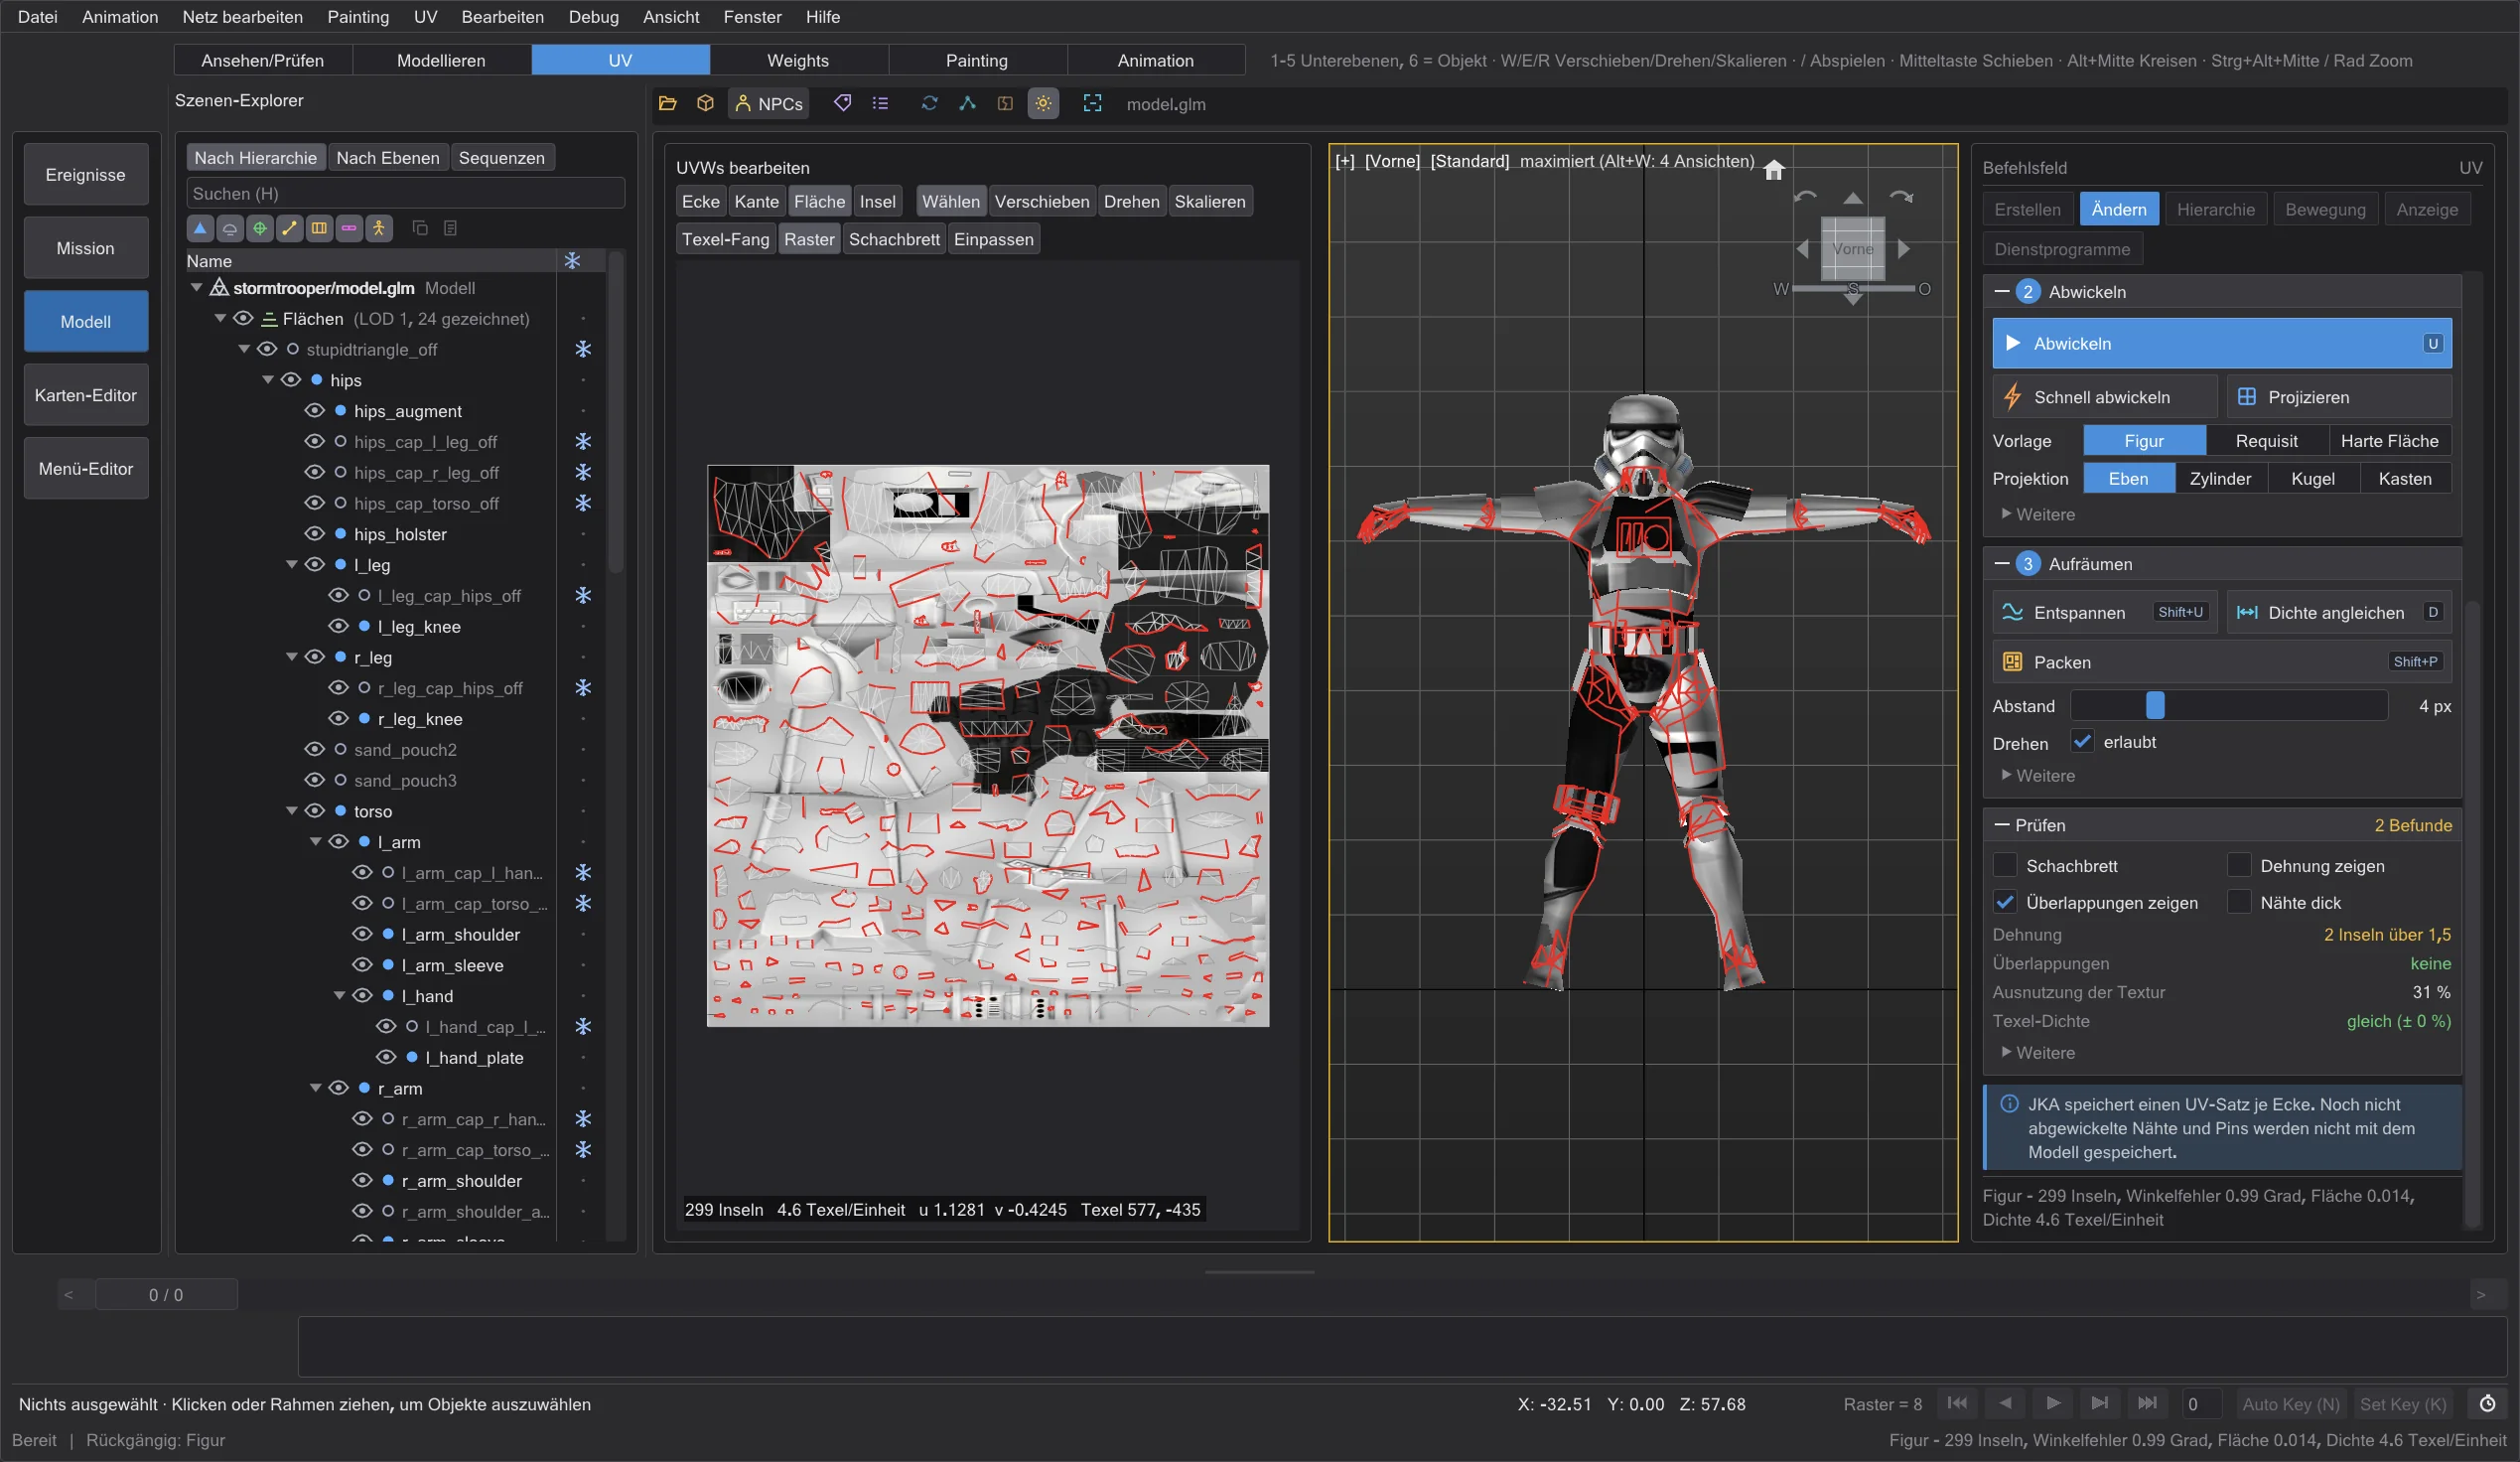 Datei Animation Netz bearbeiten Painting UV Bearbeiten Debug Ansicht Fenster Hilfe
Ansehen/Prüfen Modellieren UV Weights Painting Animation 1-5 Unterebenen, 6 = Objekt · W/E/R Verschieben/Drehen/Skalieren · / Abspielen · Mitteltaste Schieben · Alt+Mitte Kreisen · Strg+Alt+Mitte / Rad Zoom
Ereignisse
Mission
Modell
Karten-Editor
Menü-Editor
Szenen-Explorer
Nach Hierarchie Nach Ebenen Sequenzen
Suchen (H)
Name
stormtrooper/model.glm Modell
Flächen (LOD 1, 24 gezeichnet)
stupidtriangle_off
hips
hips_augment
hips_cap_l_leg_off
hips_cap_r_leg_off
hips_cap_torso_off
hips_holster
l_leg
l_leg_cap_hips_off
l_leg_knee
r_leg
r_leg_cap_hips_off
r_leg_knee
sand_pouch2
sand_pouch3
torso
l_arm
l_arm_cap_l_han...
l_arm_cap_torso_...
l_arm_shoulder
l_arm_sleeve
l_hand
l_hand_cap_l_...
l_hand_plate
r_arm
r_arm_cap_r_han...
r_arm_cap_torso_...
r_arm_shoulder
r_arm_shoulder_a...
r_arm_sleeve
NPCs model.glm
UVWs bearbeiten
Ecke Kante Fläche Insel Wählen Verschieben Drehen Skalieren
Texel-Fang Raster Schachbrett Einpassen
299 Inseln 4.6 Texel/Einheit u 1.1281 v -0.4245 Texel 577, -435
[+] [Vorne] [Standard] maximiert (Alt+W: 4 Ansichten)
Vorne
W S O
Befehlsfeld UV
Erstellen Ändern Hierarchie Bewegung Anzeige
Dienstprogramme
2 Abwickeln
Abwickeln U
Schnell abwickeln Projizieren
Vorlage Figur Requisit Harte Fläche
Projektion Eben Zylinder Kugel Kasten
Weitere
3 Aufräumen
Entspannen Shift+U Dichte angleichen D
Packen Shift+P
Abstand 4 px
Drehen erlaubt
Weitere
Prüfen 2 Befunde
Schachbrett Dehnung zeigen
Überlappungen zeigen Nähte dick
Dehnung 2 Inseln über 1,5
Überlappungen keine
Ausnutzung der Textur 31 %
Texel-Dichte gleich (± 0 %)
Weitere
JKA speichert einen UV-Satz je Ecke. Noch nicht
abgewickelte Nähte und Pins werden nicht mit dem
Modell gespeichert.
Figur - 299 Inseln, Winkelfehler 0.99 Grad, Fläche 0.014,
Dichte 4.6 Texel/Einheit
< 0 / 0 >
Nichts ausgewählt · Klicken oder Rahmen ziehen, um Objekte auszuwählen X: -32.51 Y: 0.00 Z: 57.68 Raster = 8 0 Auto Key (N) Set Key (K)
Bereit | Rückgängig: Figur Figur - 299 Inseln, Winkelfehler 0.99 Grad, Fläche 0.014, Dichte 4.6 Texel/Einheit